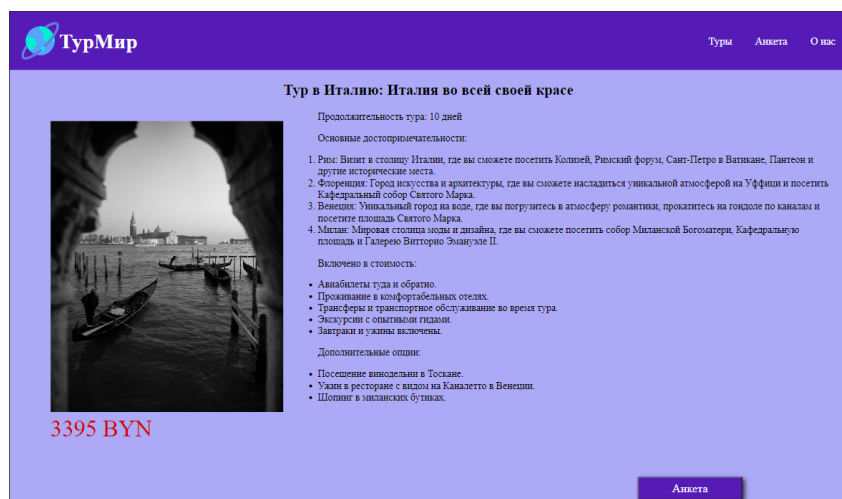 ТурМир
Туры Анкета О нас
Тур в Италию: Италия во всей своей красе
Продолжительность тура: 10 дней
Основные достопримечательности:
1. Рим: Визит в столицу Италии, где вы сможете посетить Колизей, Римский форум, Сант-Петро в Ватикане, Пантеон и
другие исторические места.
2. Флоренция: Город искусства и архитектуры, где вы сможете насладиться уникальной атмосферой на Уффици и посетить
Кафедральный собор Святого Марка.
3. Венеция: Уникальный город на воде, где вы погрузитесь в атмосферу романтики, прокатитесь на гондоле по каналам и
посетите площадь Святого Марка.
4. Милан: Мировая столица моды и дизайна, где вы сможете посетить собор Миланской Богоматери, Кафедральную
площадь и Галерею Витторио Эмануэле II.
Включено в стоимость:
• Авиабилеты туда и обратно.
• Проживание в комфортабельных отелях.
• Трансферы и транспортное обслуживание во время тура.
• Экскурсии с опытными гидами.
• Завтраки и ужины включены.
Дополнительные опции:
• Посещение винодельни в Тоскане.
• Ужин в ресторане с видом на Каналетто в Венеции.
• Шопинг в миланских бутиках.
3395 BYN
Анкета